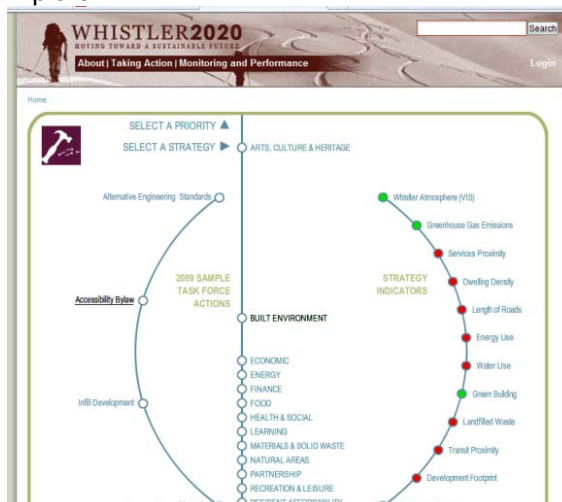 WHISTLER2020
MOVING TOWARD A SUSTAINABLE FUTURE
Search
About | Taking Action | Monitoring and Performance
Login
Home
SELECT A PRIORITY ▲
SELECT A STRATEGY ►
ARTS, CULTURE & HERITAGE
Alternative Engineering Standards
Whistler Atmosphere (VIS)
Greenhouse Gas Emissions
Services Proximity
2009 SAMPLE
TASK FORCE
ACTIONS
STRATEGY
INDICATORS
Dwelling Density
Accessibility Bylaw
Length of Roads
BUILT ENVIRONMENT
Energy Use
ECONOMIC
Water Use
ENERGY
FINANCE
Green Building
Infill Development
FOOD
HEALTH & SOCIAL
Landfilled Waste
LEARNING
MATERIALS & SOLID WASTE
Transit Proximity
NATURAL AREAS
PARTNERSHIP
Development Footprint
RECREATION & LEISURE
RESIDENT AFFORDABILITY